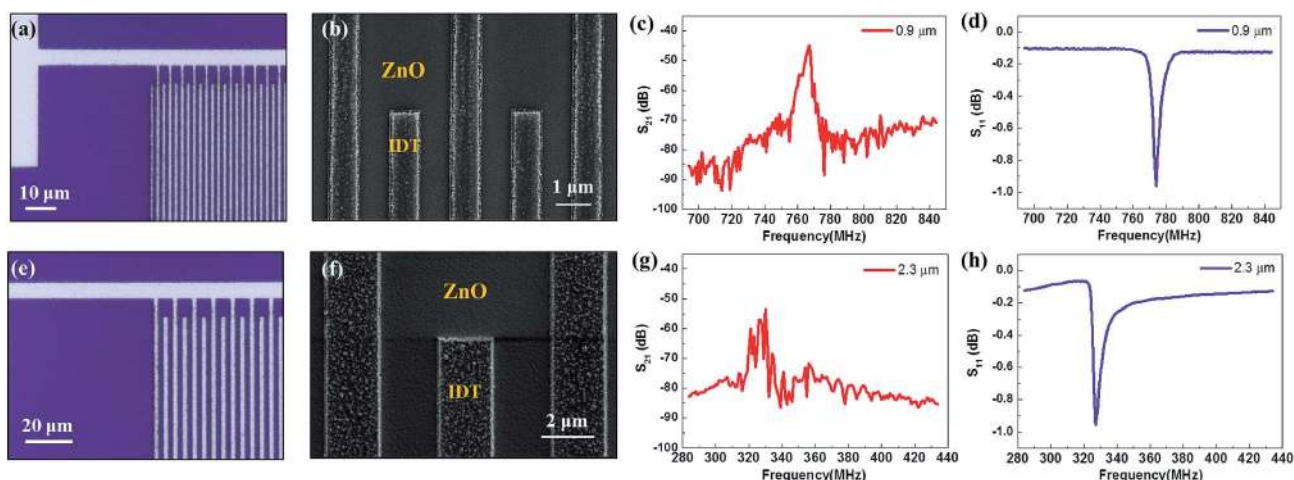 (a)
10 μm
(b)
ZnO
IDT
1 μm
(c)
0.9 μm
S21 (dB)
-40
-50
-60
-70
-80
-90
-100
700 720 740 760 780 800 820 840
Frequency(MHz)
(d)
0.9 μm
S11 (dB)
0.0
-0.2
-0.4
-0.6
-0.8
-1.0
700 720 740 760 780 800 820 840
Frequency(MHz)
(e)
20 μm
(f)
ZnO
IDT
2 μm
(g)
2.3 μm
S21 (dB)
-40
-50
-60
-70
-80
-90
-100
280 300 320 340 360 380 400 420 440
Frequency(MHz)
(h)
2.3 μm
S11 (dB)
0.0
-0.2
-0.4
-0.6
-0.8
-1.0
280 300 320 340 360 380 400 420 440
Frequency(MHz)